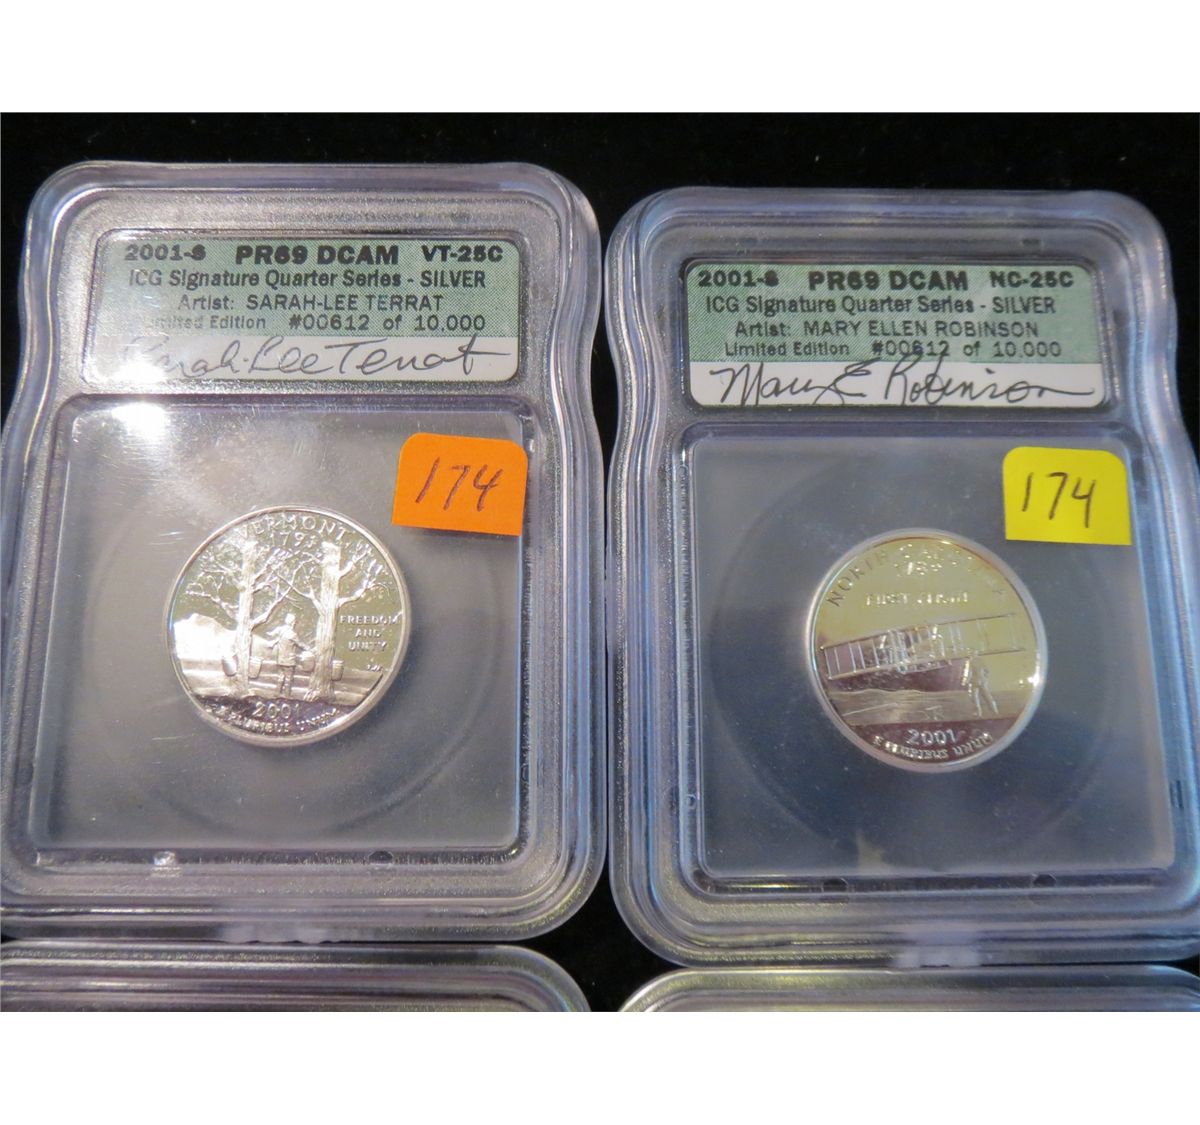 2001-S PR69 DCAM VT-25C
ICG Signature Quarter Series - SILVER
Artist: SARAH-LEE TERRAT
Limited Edition #00612 of 10,000
Sarah-Lee Terrat
174
VERMONT
1791
FREEDOM
AND
UNITY
2001
E PLURIBUS UNUM
2001-S PR69 DCAM NC-25C
ICG Signature Quarter Series - SILVER
Artist: MARY ELLEN ROBINSON
Limited Edition #00612 of 10,000
Mary E Robinson
174
NORTH CAROLINA
1789
FIRST FLIGHT
2001
E PLURIBUS UNUM